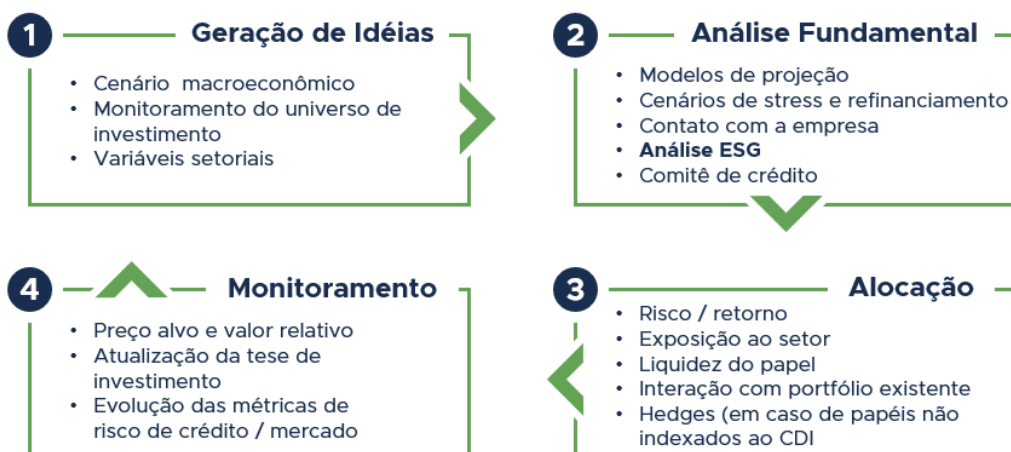 1 Geração de Idéias
• Cenário macroeconômico
• Monitoramento do universo de
investimento
• Variáveis setoriais
2 Análise Fundamental
• Modelos de projeção
• Cenários de stress e refinanciamento
• Contato com a empresa
• Análise ESG
• Comitê de crédito
3 Alocação
• Risco / retorno
• Exposição ao setor
• Liquidez do papel
• Interação com portfólio existente
• Hedges (em caso de papéis não
indexados ao CDI
4 Monitoramento
• Preço alvo e valor relativo
• Atualização da tese de
investimento
• Evolução das métricas de
risco de crédito / mercado